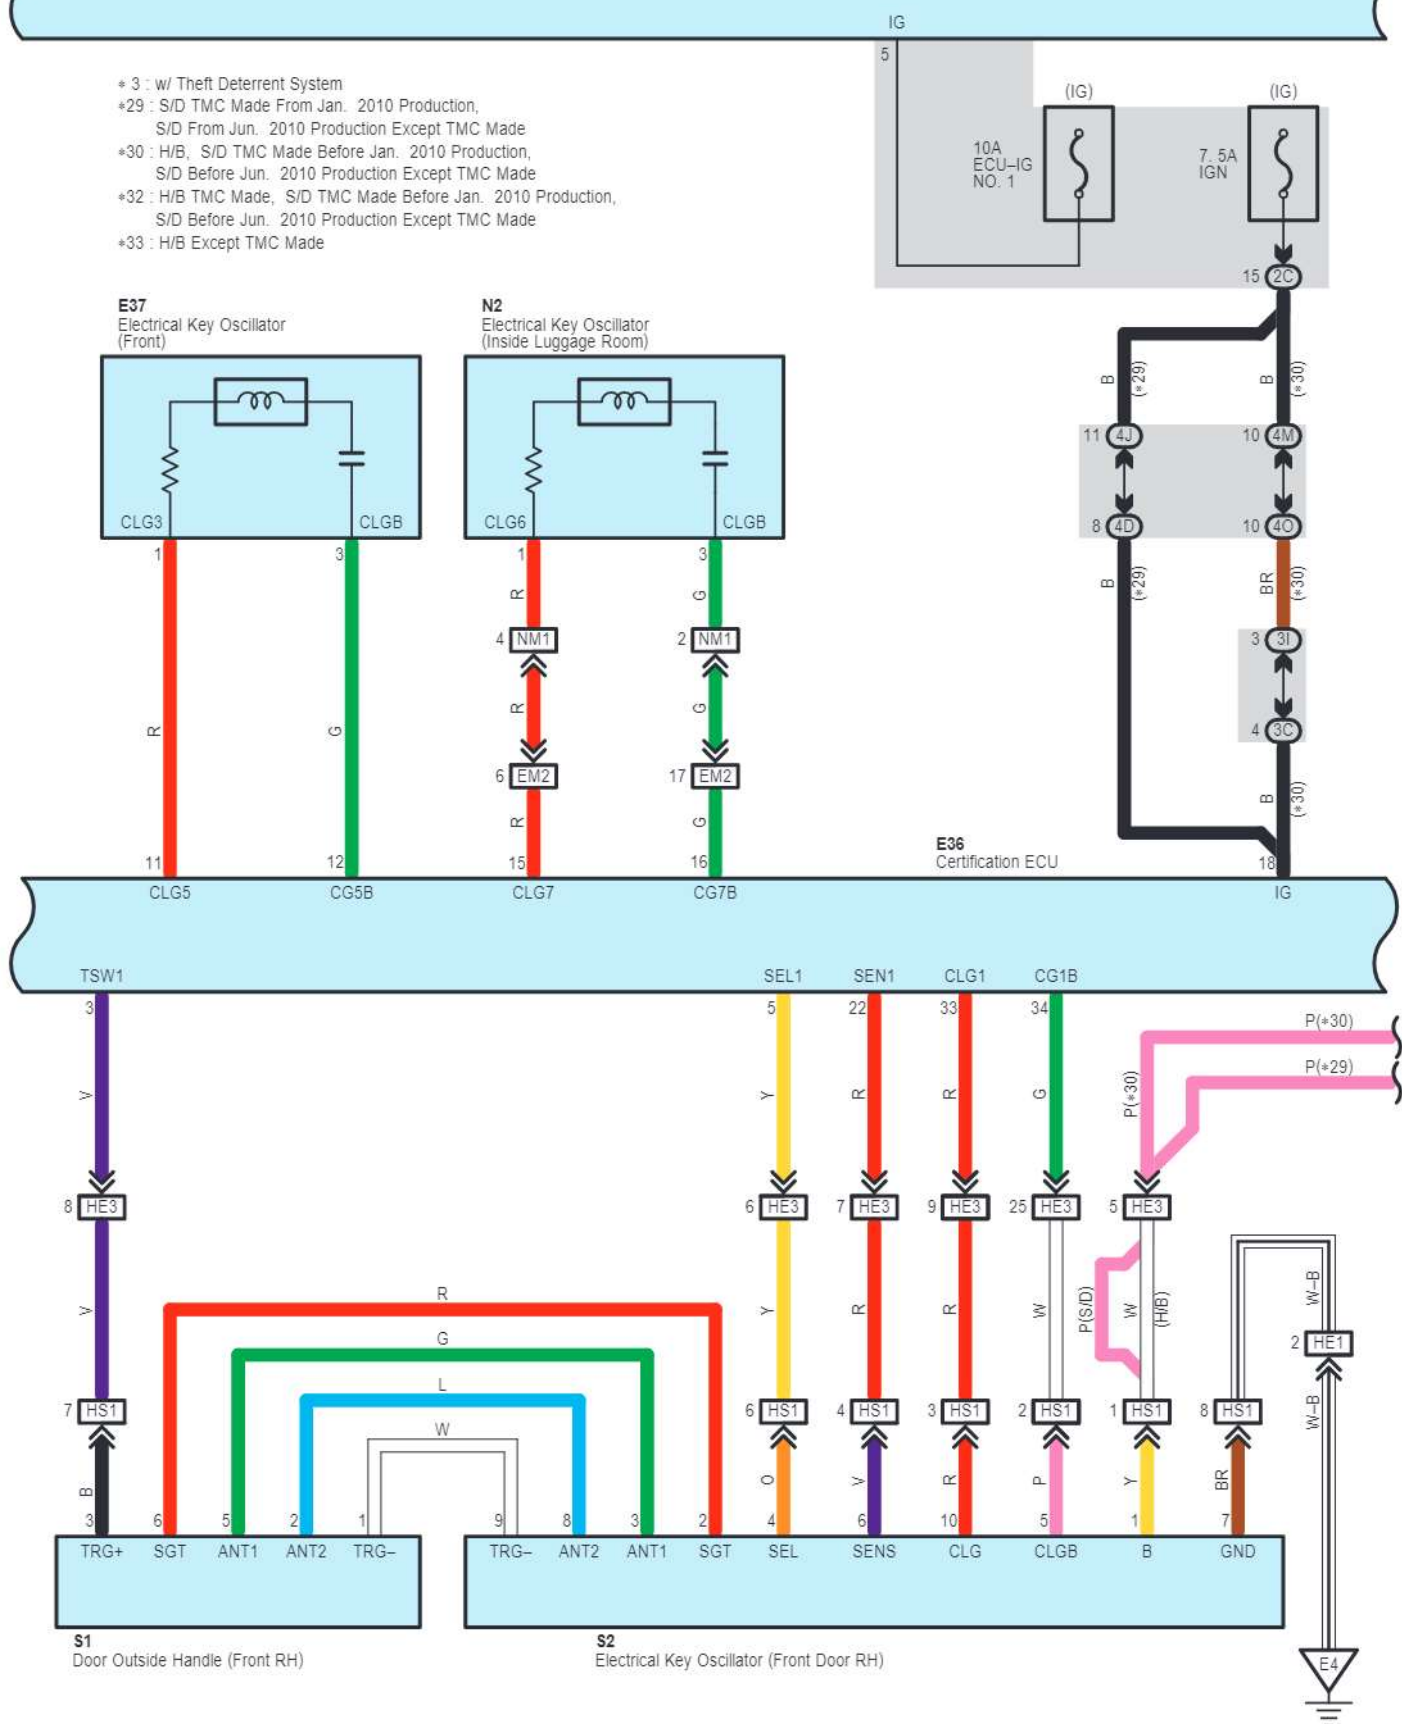 IG
5
∗ 3 : w/ Theft Deterrent System
∗29 : S/D TMC Made From Jan. 2010 Production,
S/D From Jun. 2010 Production Except TMC Made
∗30 : H/B, S/D TMC Made Before Jan. 2010 Production,
S/D Before Jun. 2010 Production Except TMC Made
∗32 : H/B TMC Made, S/D TMC Made Before Jan. 2010 Production,
S/D Before Jun. 2010 Production Except TMC Made
∗33 : H/B Except TMC Made
(IG) (IG)
10A
ECU–IG
NO. 1
7. 5A
IGN
15 2C
B (∗29) B (∗30)
11 4J 10 4M
8 4D 10 4O
B (∗29) BR (∗30)
3 3I
4 3C
B (∗30)
E37
Electrical Key Oscillator
(Front)
N2
Electrical Key Oscillator
(Inside Luggage Room)
CLG3 CLGB CLG6 CLGB
1 3 1 3
R G
4 NM1 2 NM1
R G R G
6 EM2 17 EM2
R G
E36
Certification ECU
11 12 15 16 18
CLG5 CG5B CLG7 CG7B IG
TSW1 SEL1 SEN1 CLG1 CG1B
3 5 22 33 34
P(∗30)
P(∗29)
V Y R R G P(∗30)
8 HE3 6 HE3 7 HE3 9 HE3 25 HE3 5 HE3
V Y R R W P(S/D) W (H/B) W–B
R
G
L
W
2 HE1
7 HS1 6 HS1 4 HS1 3 HS1 2 HS1 1 HS1 8 HS1
W–B
B O V R P Y BR
3 6 5 2 1 9 8 3 2 4 6 10 5 1 7
TRG+ SGT ANT1 ANT2 TRG– TRG– ANT2 ANT1 SGT SEL SENS CLG CLGB B GND
S1
Door Outside Handle (Front RH)
S2
Electrical Key Oscillator (Front Door RH)
E4